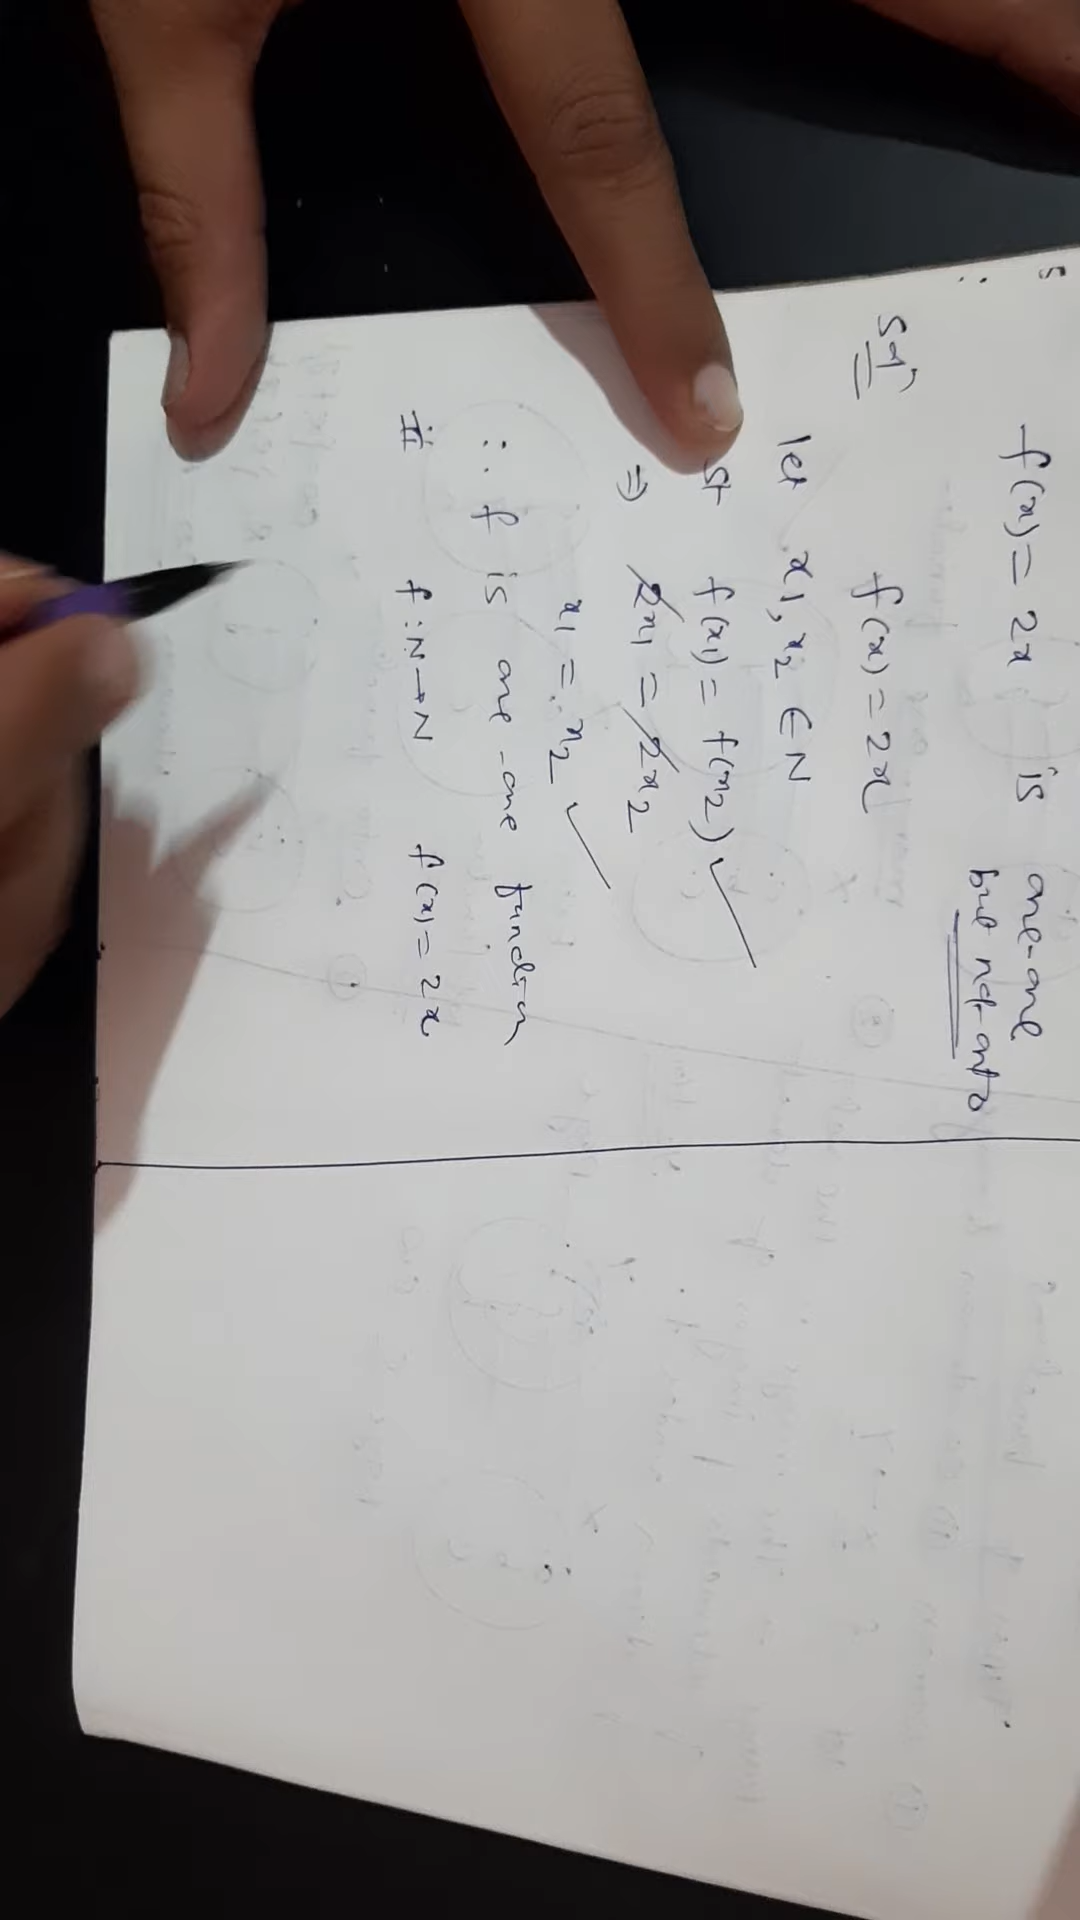 f(x) = 2x is one-one
but not onto
Sol
f(x) = 2x
let x1, x2 ∈ N
st f(x1) = f(x2) ✓
⇒ 2x1 = 2x2
x1 = x2 ✓
∴ f is one-one function
ii f : N → N f(x) = 2x